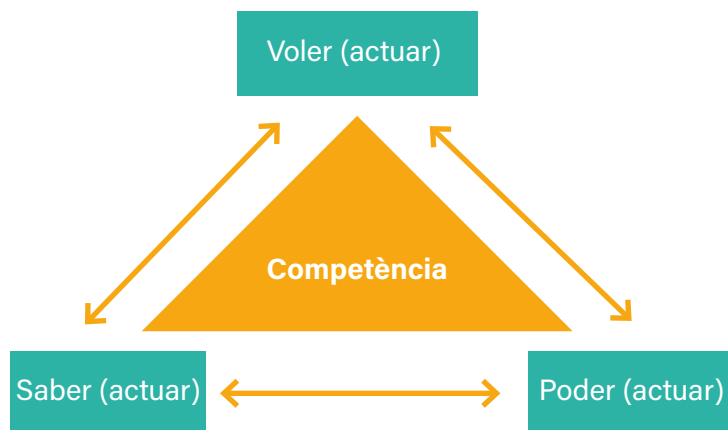 Voler (actuar)
Competència
Saber (actuar)
Poder (actuar)